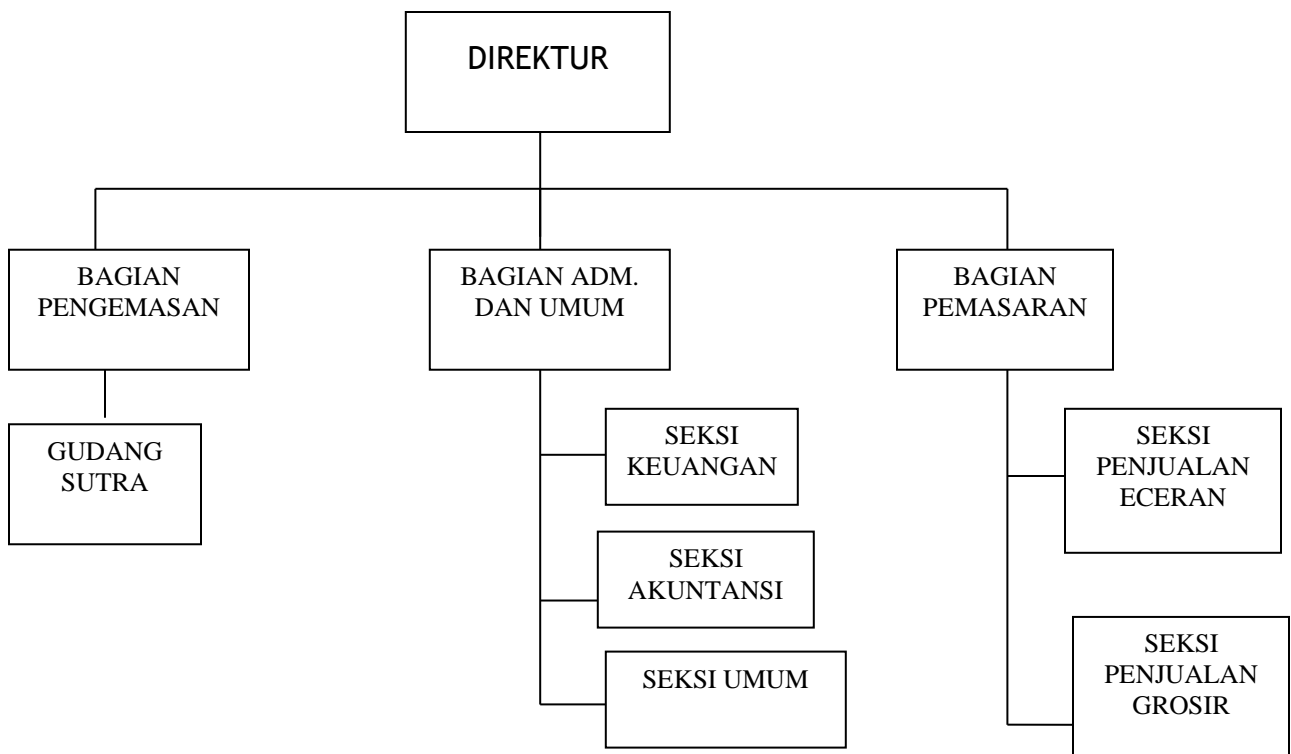 DIREKTUR
BAGIAN
PENGEMASAN
BAGIAN ADM.
DAN UMUM
BAGIAN
PEMASARAN
GUDANG
SUTRA
SEKSI
KEUANGAN
SEKSI
AKUNTANSI
SEKSI UMUM
SEKSI
PENJUALAN
ECERAN
SEKSI
PENJUALAN
GROSIR